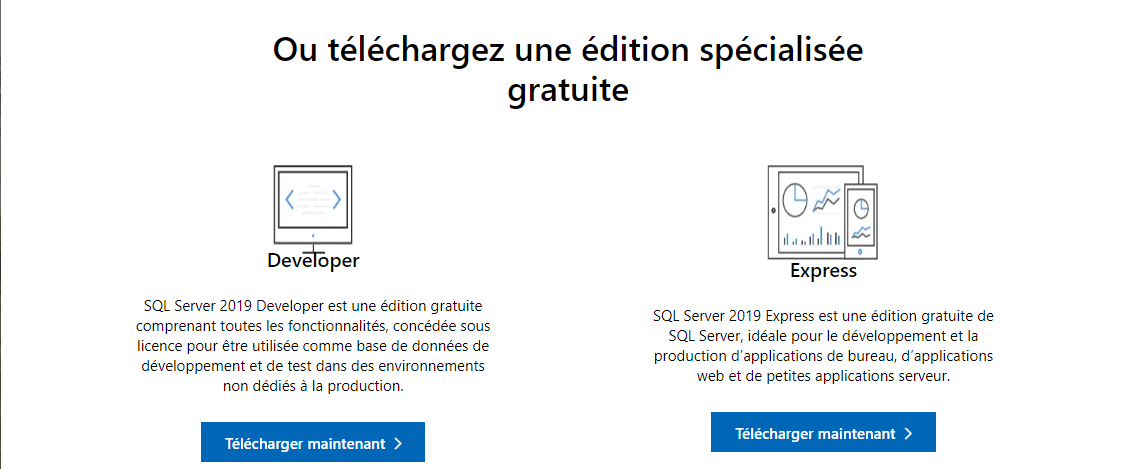 Ou téléchargez une édition spécialisée
gratuite
Developer
SQL Server 2019 Developer est une édition gratuite
comprenant toutes les fonctionnalités, concédée sous
licence pour être utilisée comme base de données de
développement et de test dans des environnements
non dédiés à la production.
Télécharger maintenant
Express
SQL Server 2019 Express est une édition gratuite de
SQL Server, idéale pour le développement et la
production d'applications de bureau, d'applications
web et de petites applications serveur.
Télécharger maintenant